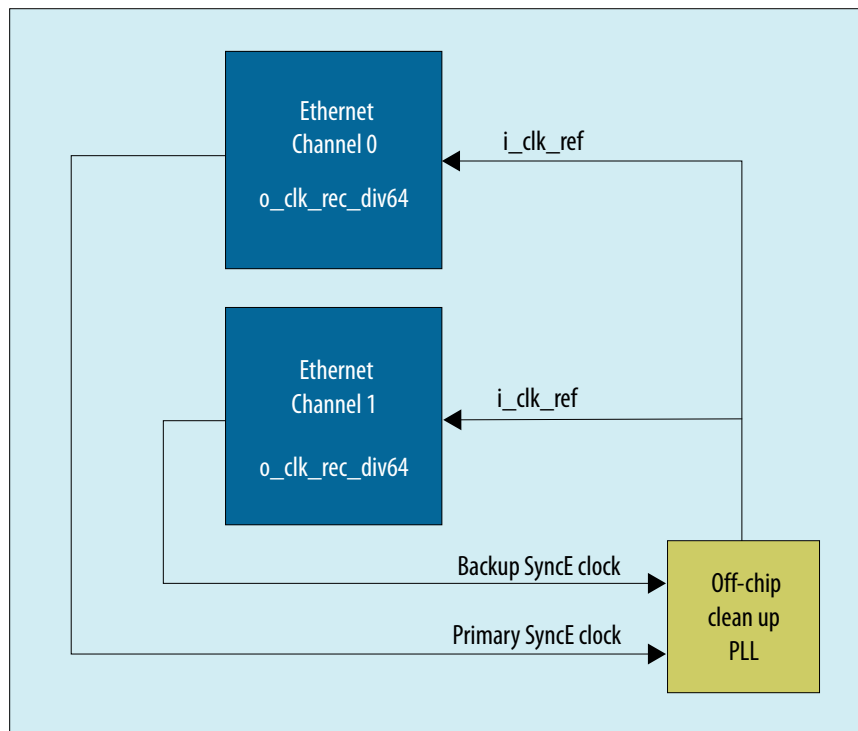 Ethernet
Channel 0
o_clk_rec_div64
i_clk_ref
Ethernet
Channel 1
o_clk_rec_div64
i_clk_ref
Backup SyncE clock
Primary SyncE clock
Off-chip
clean up
PLL